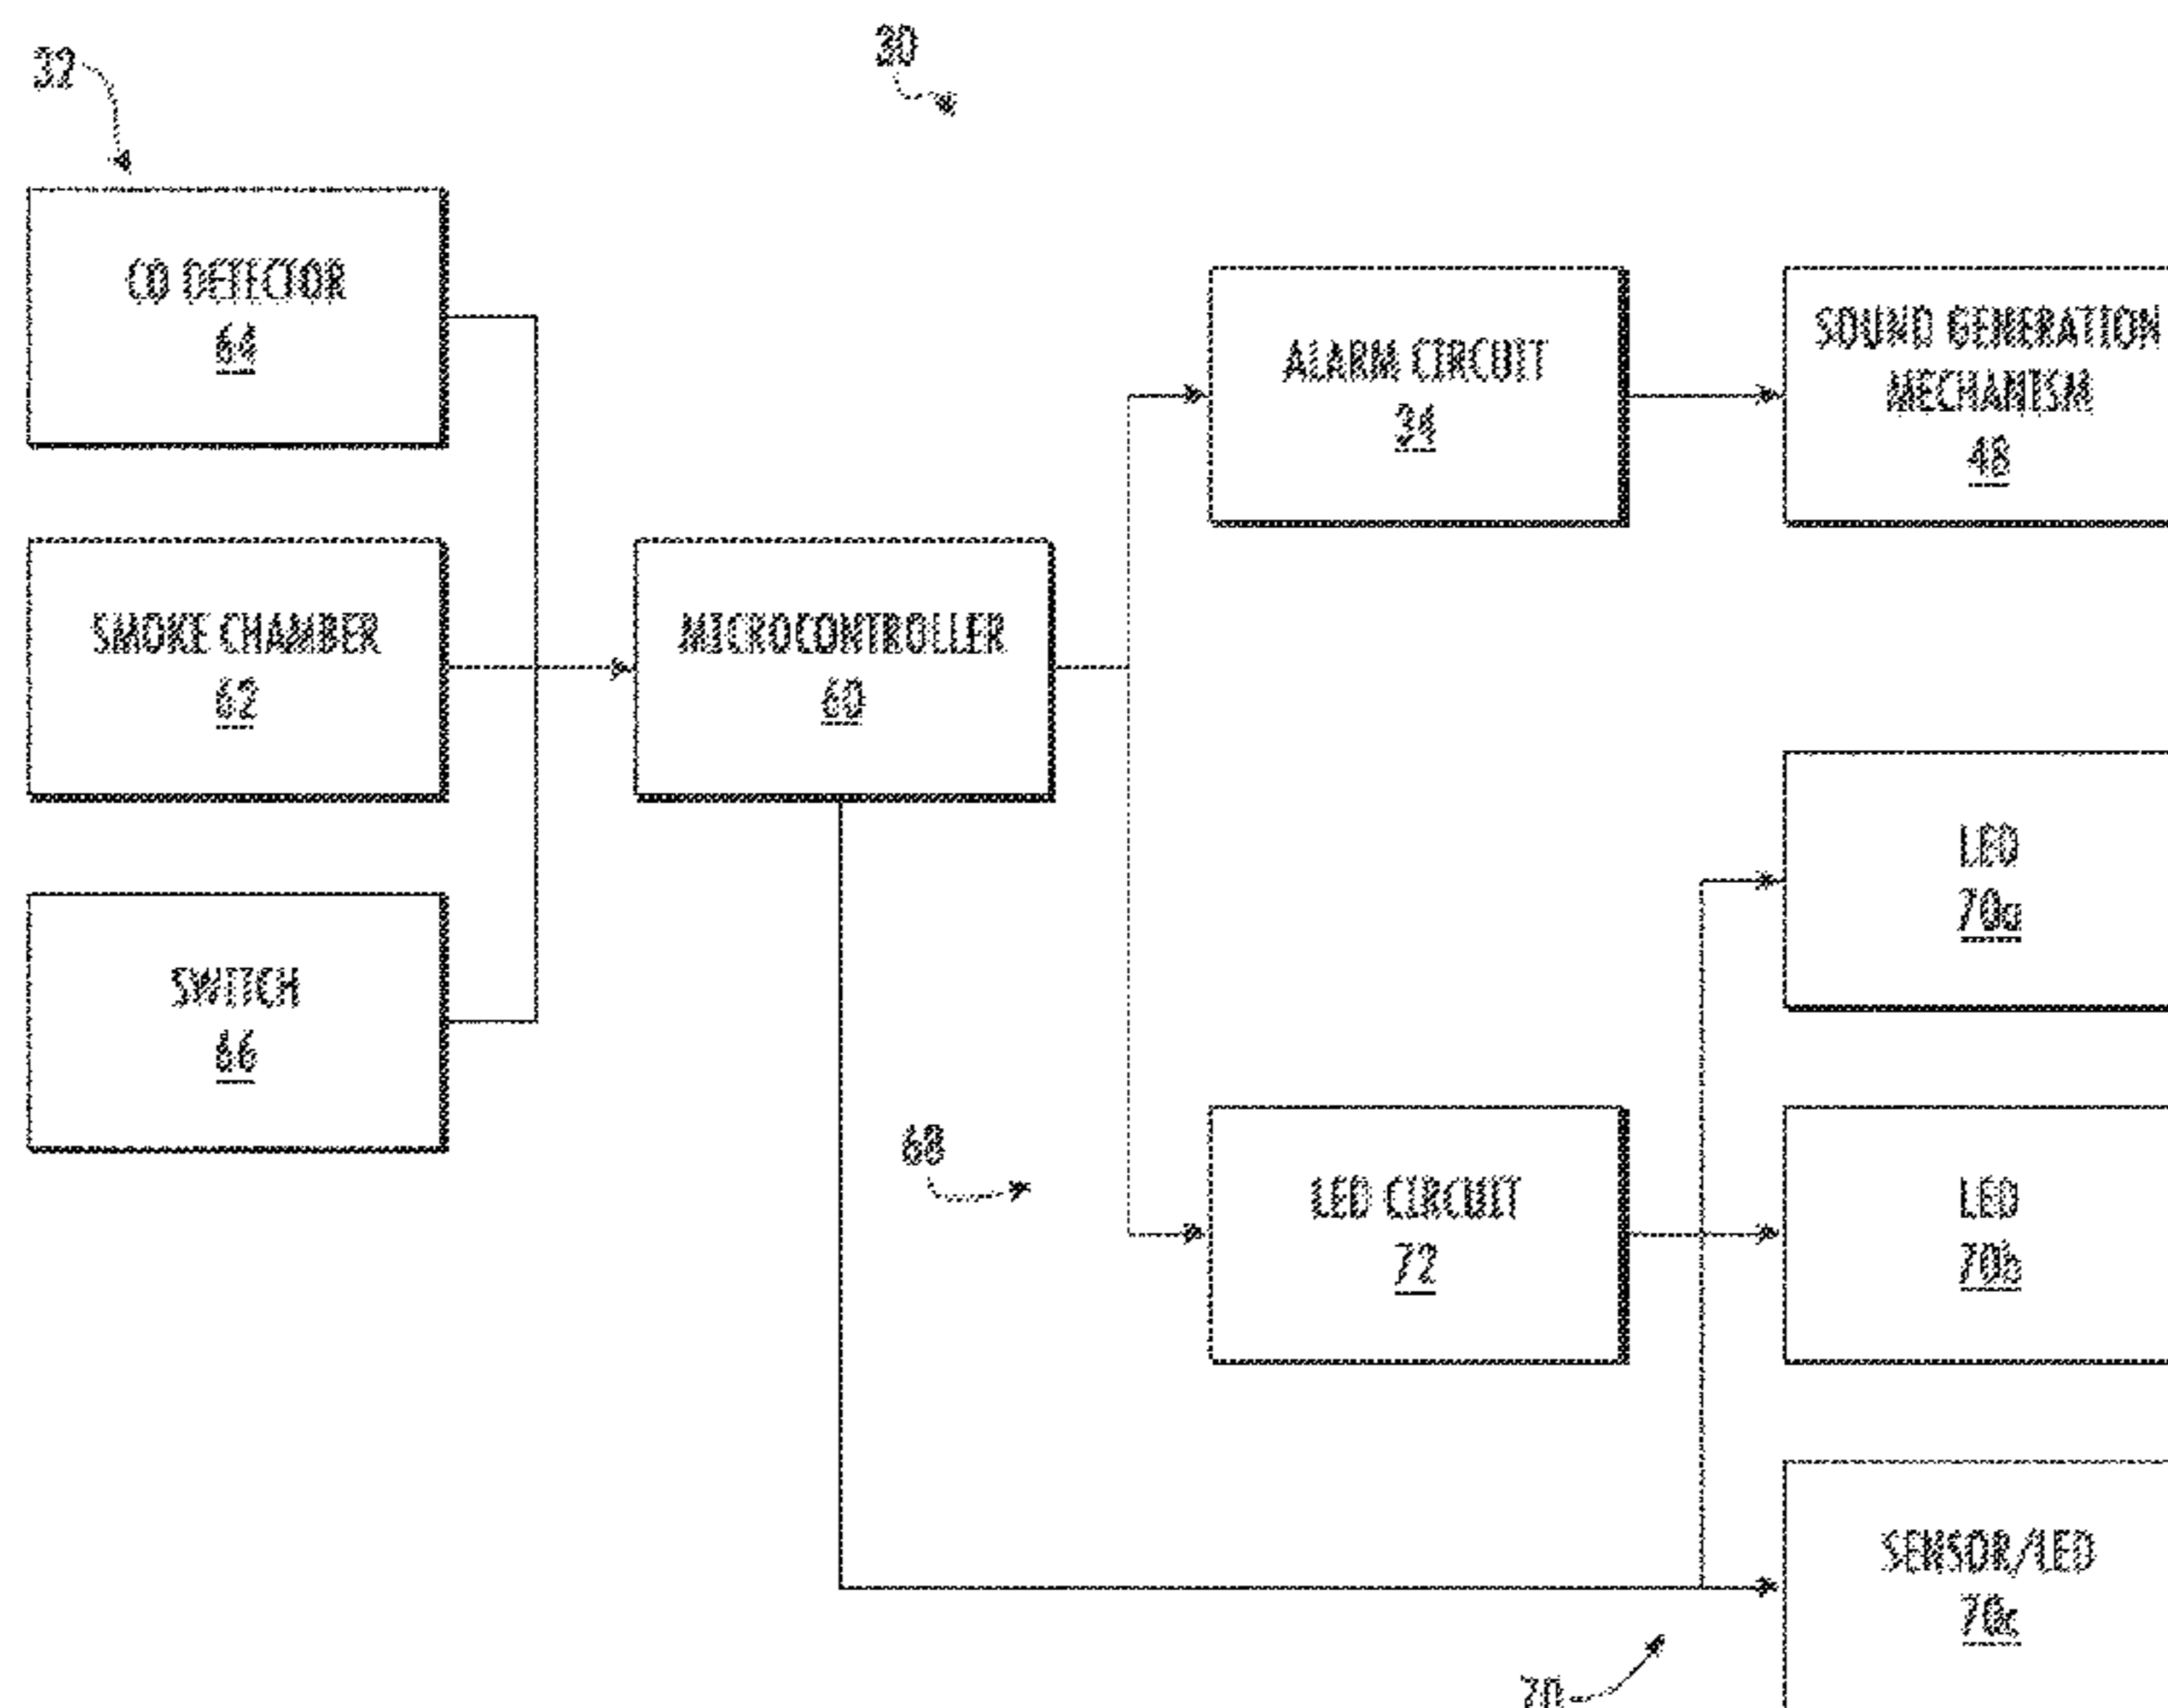 32
30
CO DETECTOR
64
SMOKE CHAMBER
62
SWITCH
66
MICROCONTROLLER
60
ALARM CIRCUIT
34
SOUND GENERATION
MECHANISM
48
LED
70a
68
LED CIRCUIT
72
LED
70b
SENSOR/LED
70c
70